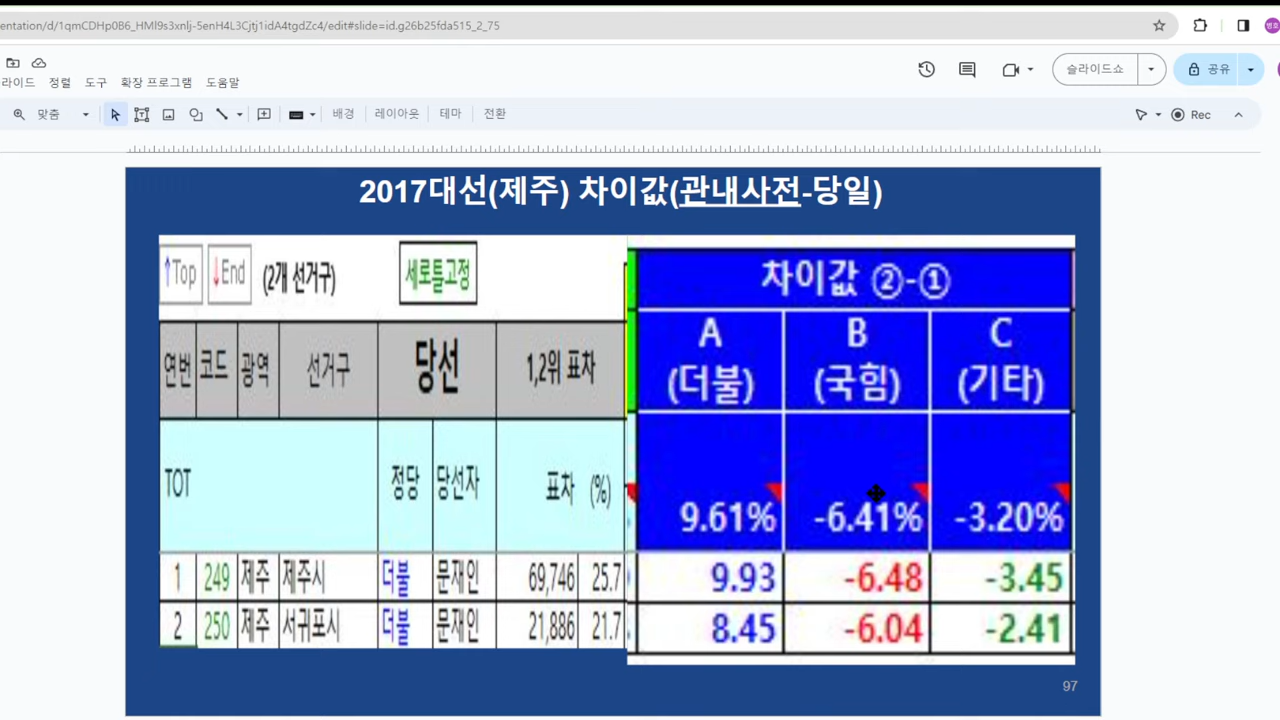 entation/d/1qmCDHp0B6_HMl9s3xnlj-5enH4L3Cjtj1idA4tgdZc4/edit#slide=id.g26b25fda515_2_75
라이드 정렬 도구 확장 프로그램 도움말
슬라이드쇼 공유
맞춤 배경 레이아웃 테마 전환 Rec
2017대선(제주) 차이값(관내사전-당일)
↑Top ↓End (2개 선거구) 세로틀고정
차이값 ②-①
연번 코드 광역 선거구 당선 1,2위 표차 A (더불) B (국힘) C (기타)
TOT 정당 당선자 표차 (%) 9.61% -6.41% -3.20%
1 249 제주 제주시 더불 문재인 69,746 25.7 9.93 -6.48 -3.45
2 250 제주 서귀포시 더불 문재인 21,886 21.7 8.45 -6.04 -2.41
97